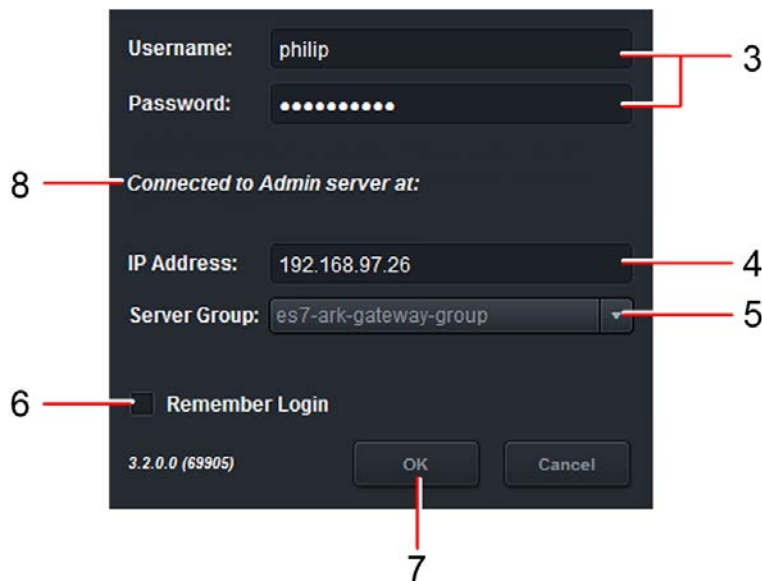 Username: philip
3
Password: ●●●●●●●●●●
8
Connected to Admin server at:
IP Address: 192.168.97.26
4
Server Group: es7-ark-gateway-group
5
6
Remember Login
3.2.0.0 (69905)
OK
Cancel
7